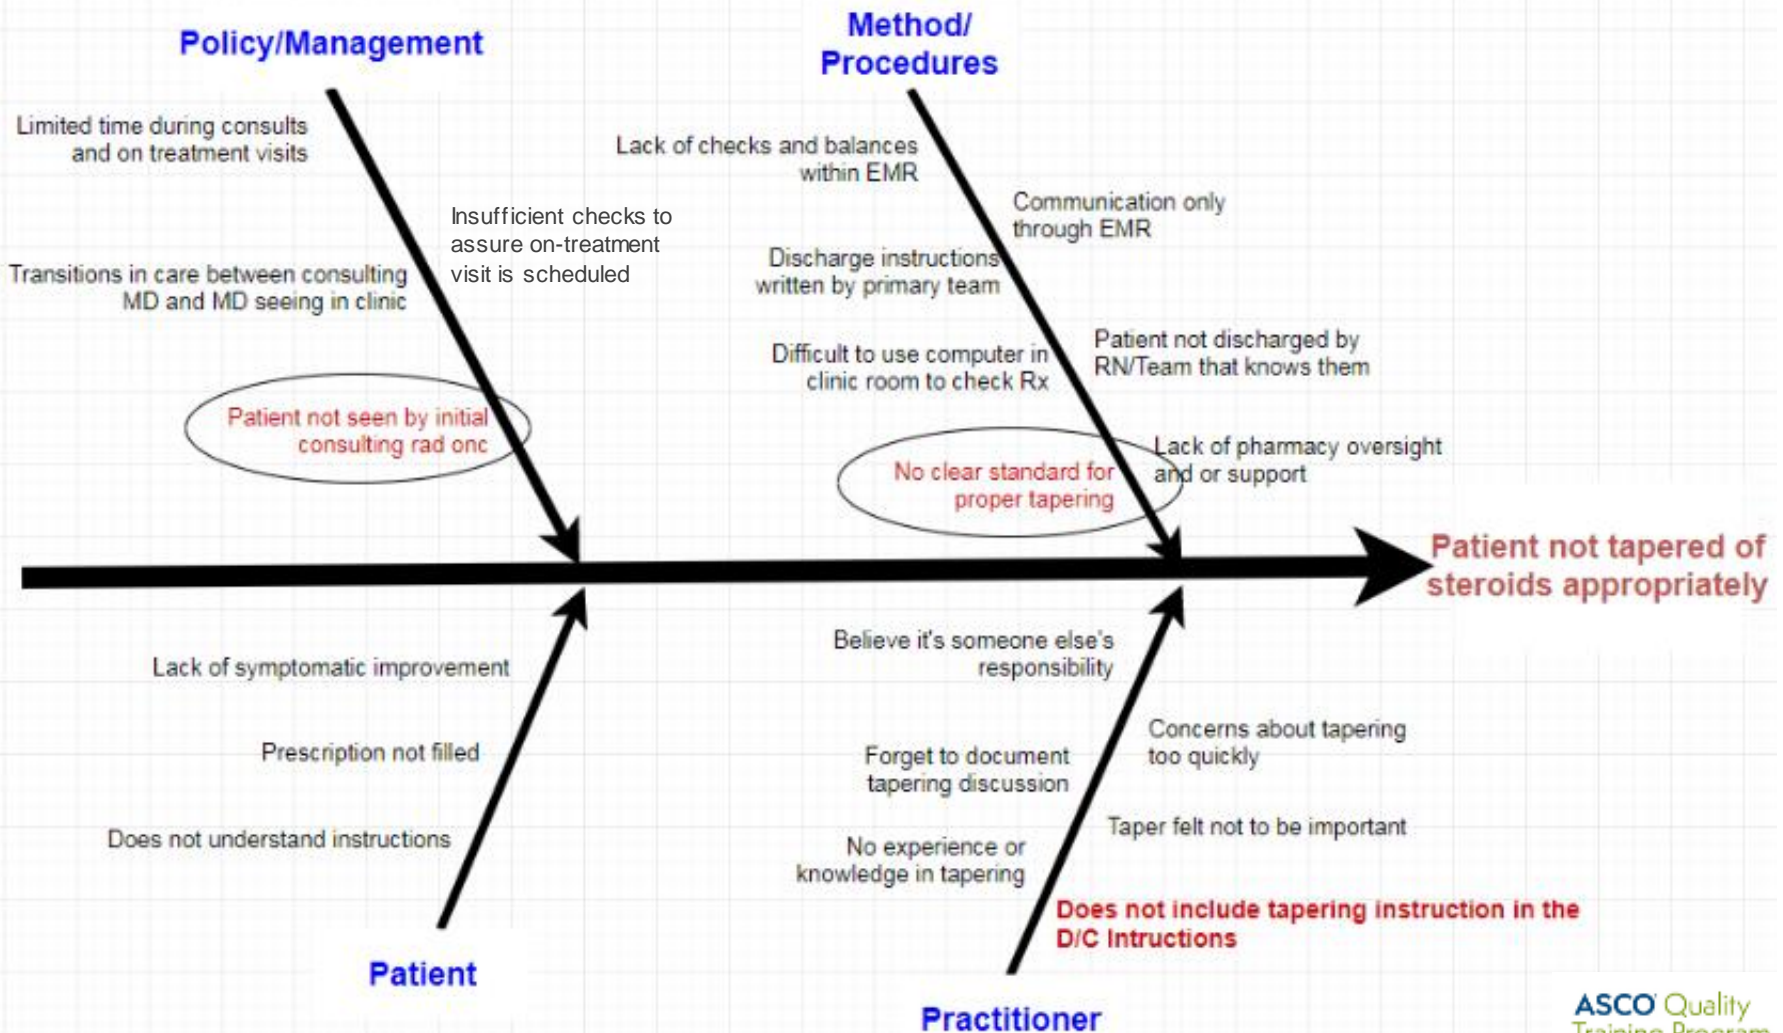 Policy/Management
Method/
Procedures
Limited time during consults
and on treatment visits
Insufficient checks to
assure on-treatment
visit is scheduled
Transitions in care between consulting
MD and MD seeing in clinic
Patient not seen by initial
consulting rad onc
Lack of checks and balances
within EMR
Communication only
through EMR
Discharge instructions
written by primary team
Difficult to use computer in
clinic room to check Rx
Patient not discharged by
RN/Team that knows them
No clear standard for
proper tapering
Lack of pharmacy oversight
and or support
Patient not tapered of
steroids appropriately
Lack of symptomatic improvement
Prescription not filled
Does not understand instructions
Patient
Believe it's someone else's
responsibility
Concerns about tapering
too quickly
Forget to document
tapering discussion
Taper felt not to be important
No experience or
knowledge in tapering
Does not include tapering instruction in the
D/C Intructions
Practitioner
ASCO Quality
Training Program